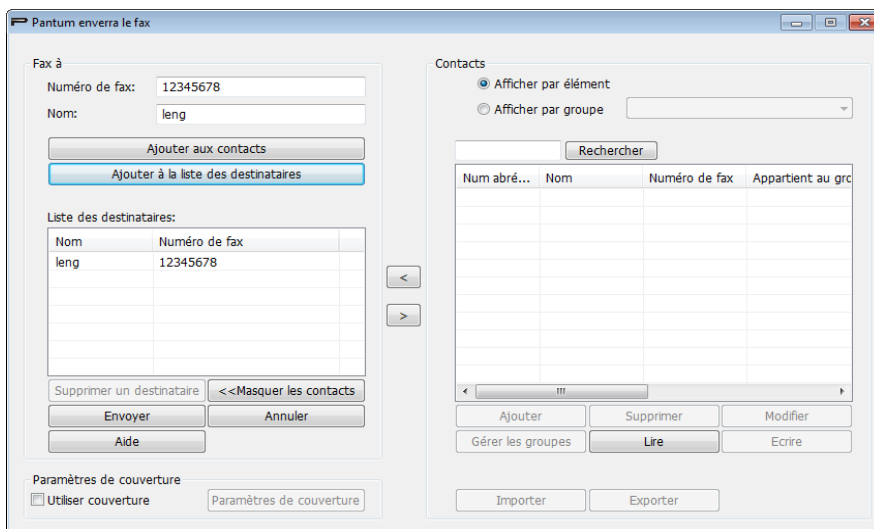 Pantum enverra le fax
Fax à
Numéro de fax: 12345678
Nom: leng
Ajouter aux contacts
Ajouter à la liste des destinataires
Liste des destinataires:
Nom Numéro de fax
leng 12345678
Supprimer un destinataire <<Masquer les contacts
Envoyer Annuler
Aide
Paramètres de couverture
Utiliser couverture Paramètres de couverture
<
>
Contacts
Afficher par élément
Afficher par groupe
Rechercher
Num abré... Nom Numéro de fax Appartient au grc
Ajouter Supprimer Modifier
Gérer les groupes Lire Ecrire
Importer Exporter